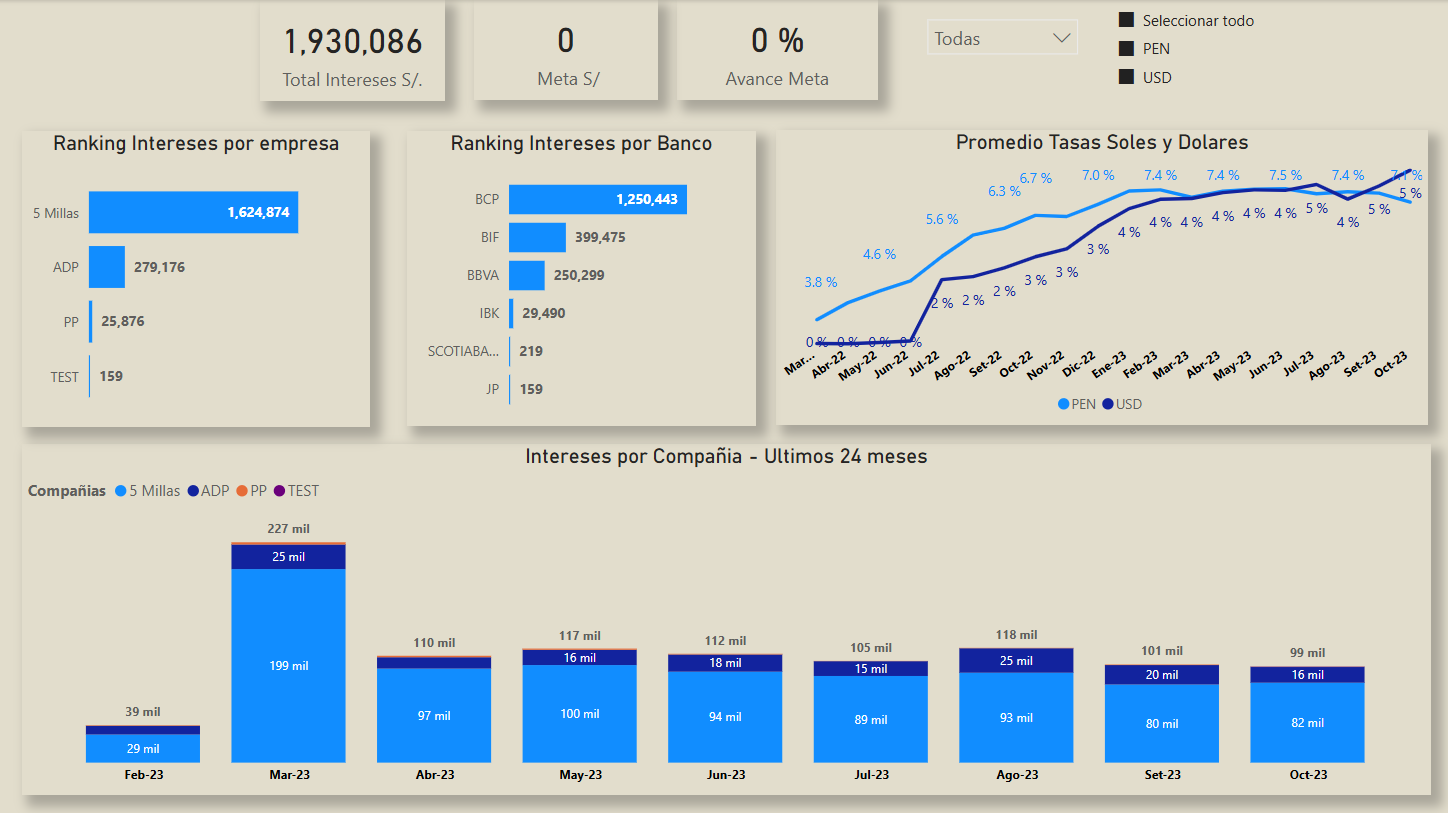 1,930,086
Total Intereses S/.
0
Meta S/
0 %
Avance Meta
Todas
Seleccionar todo
PEN
USD
Ranking Intereses por empresa
5 Millas 1,624,874
ADP 279,176
PP 25,876
TEST 159
Ranking Intereses por Banco
BCP 1,250,443
BIF 399,475
BBVA 250,299
IBK 29,490
SCOTIABA... 219
JP 159
Promedio Tasas Soles y Dolares
3.8 % 4.6 % 5.6 % 6.3 % 6.7 % 7.0 % 7.4 % 7.4 % 7.5 % 7.4 % 7.1 %
0 % 0 % 0 % 0 % 2 % 2 % 2 % 3 % 3 % 3 % 4 % 4 % 4 % 4 % 4 % 4 % 5 % 4 % 5 % 5 %
Mar... Abr-22 May-22 Jun-22 Jul-22 Ago-22 Set-22 Oct-22 Nov-22 Dic-22 Ene-23 Feb-23 Mar-23 Abr-23 May-23 Jun-23 Jul-23 Ago-23 Set-23 Oct-23
PEN USD
Intereses por Compañia - Ultimos 24 meses
Compañias 5 Millas ADP PP TEST
39 mil 227 mil 110 mil 117 mil 112 mil 105 mil 118 mil 101 mil 99 mil
25 mil 16 mil 18 mil 15 mil 25 mil 20 mil 16 mil
29 mil 199 mil 97 mil 100 mil 94 mil 89 mil 93 mil 80 mil 82 mil
Feb-23 Mar-23 Abr-23 May-23 Jun-23 Jul-23 Ago-23 Set-23 Oct-23